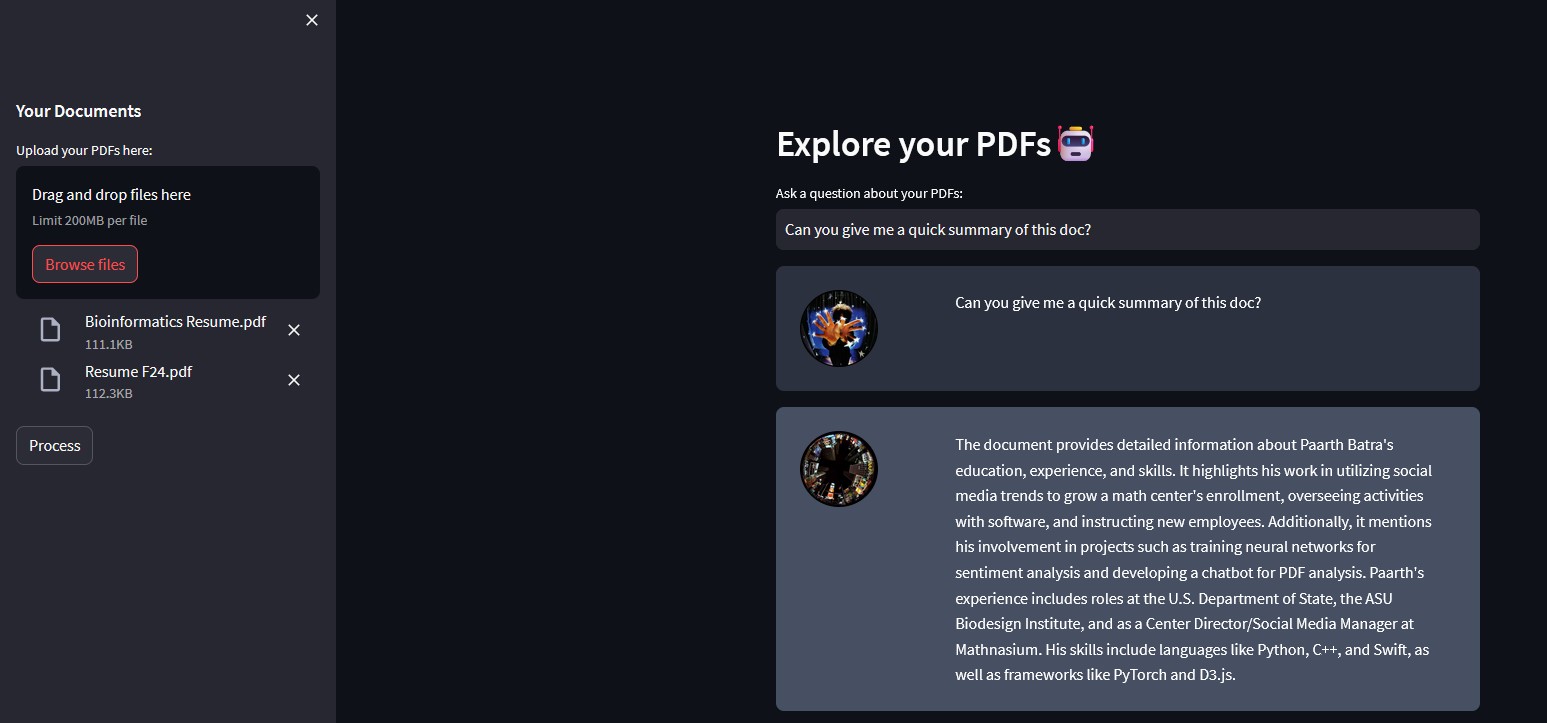 Your Documents
Upload your PDFs here:
Drag and drop files here
Limit 200MB per file
Browse files
Bioinformatics Resume.pdf
111.1KB
Resume F24.pdf
112.3KB
Process
Explore your PDFs
Ask a question about your PDFs:
Can you give me a quick summary of this doc?
Can you give me a quick summary of this doc?
The document provides detailed information about Paarth Batra's
education, experience, and skills. It highlights his work in utilizing social
media trends to grow a math center's enrollment, overseeing activities
with software, and instructing new employees. Additionally, it mentions
his involvement in projects such as training neural networks for
sentiment analysis and developing a chatbot for PDF analysis. Paarth's
experience includes roles at the U.S. Department of State, the ASU
Biodesign Institute, and as a Center Director/Social Media Manager at
Mathnasium. His skills include languages like Python, C++, and Swift, as
well as frameworks like PyTorch and D3.js.